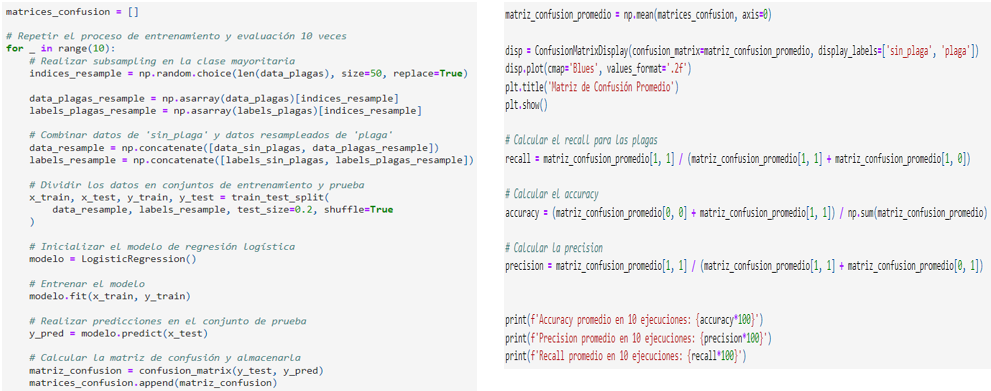 matrices_confusion = []
# Repetir el proceso de entrenamiento y evaluación 10 veces
for _ in range(10):
    # Realizar subsampling en la clase mayoritaria
    indices_resample = np.random.choice(len(data_plagas), size=50, replace=True)
    data_plagas_resample = np.asarray(data_plagas)[indices_resample]
    labels_plagas_resample = np.asarray(labels_plagas)[indices_resample]
    # Combinar datos de 'sin_plaga' y datos resampleados de 'plaga'
    data_resample = np.concatenate([data_sin_plagas, data_plagas_resample])
    labels_resample = np.concatenate([labels_sin_plagas, labels_plagas_resample])
    # Dividir los datos en conjuntos de entrenamiento y prueba
    x_train, x_test, y_train, y_test = train_test_split(
        data_resample, labels_resample, test_size=0.2, shuffle=True
    )
    # Inicializar el modelo de regresión logística
    modelo = LogisticRegression()
    # Entrenar el modelo
    modelo.fit(x_train, y_train)
    # Realizar predicciones en el conjunto de prueba
    y_pred = modelo.predict(x_test)
    # Calcular la matriz de confusión y almacenarla
    matriz_confusion = confusion_matrix(y_test, y_pred)
    matrices_confusion.append(matriz_confusion)
matriz_confusion_promedio = np.mean(matrices_confusion, axis=0)
disp = ConfusionMatrixDisplay(confusion_matrix=matriz_confusion_promedio, display_labels=['sin_plaga', 'plaga'])
disp.plot(cmap='Blues', values_format='.2f')
plt.title('Matriz de Confusión Promedio')
plt.show()
# Calcular el recall para las plagas
recall = matriz_confusion_promedio[1, 1] / (matriz_confusion_promedio[1, 1] + matriz_confusion_promedio[1, 0])
# Calcular el accuracy
accuracy = (matriz_confusion_promedio[0, 0] + matriz_confusion_promedio[1, 1]) / np.sum(matriz_confusion_promedio)
# Calcular la precision
precision = matriz_confusion_promedio[1, 1] / (matriz_confusion_promedio[1, 1] + matriz_confusion_promedio[0, 1])
print(f'Accuracy promedio en 10 ejecuciones: {accuracy*100}')
print(f'Precision promedio en 10 ejecuciones: {precision*100}')
print(f'Recall promedio en 10 ejecuciones: {recall*100}')